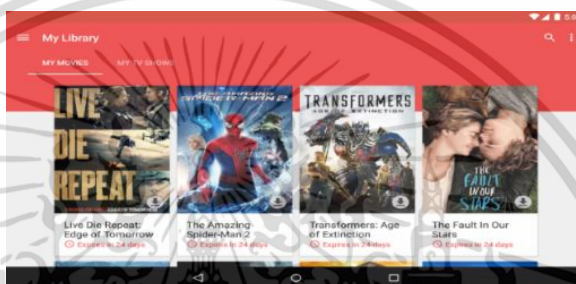 My Library
MY MOVIES MY TV SHOWS
LIVE
DIE
REPEAT
THE AMAZING
SPIDER-MAN 2
TRANSFORMERS
AGE OF EXTINCTION
THE
FAULT
IN OUR
STARS
Live Die Repeat:
Edge of Tomorrow
Expires in 24 days
The Amazing
Spider-Man 2
Expires in 24 days
Transformers: Age
of Extinction
Expires in 24 days
The Fault In Our
Stars
Expires in 24 days